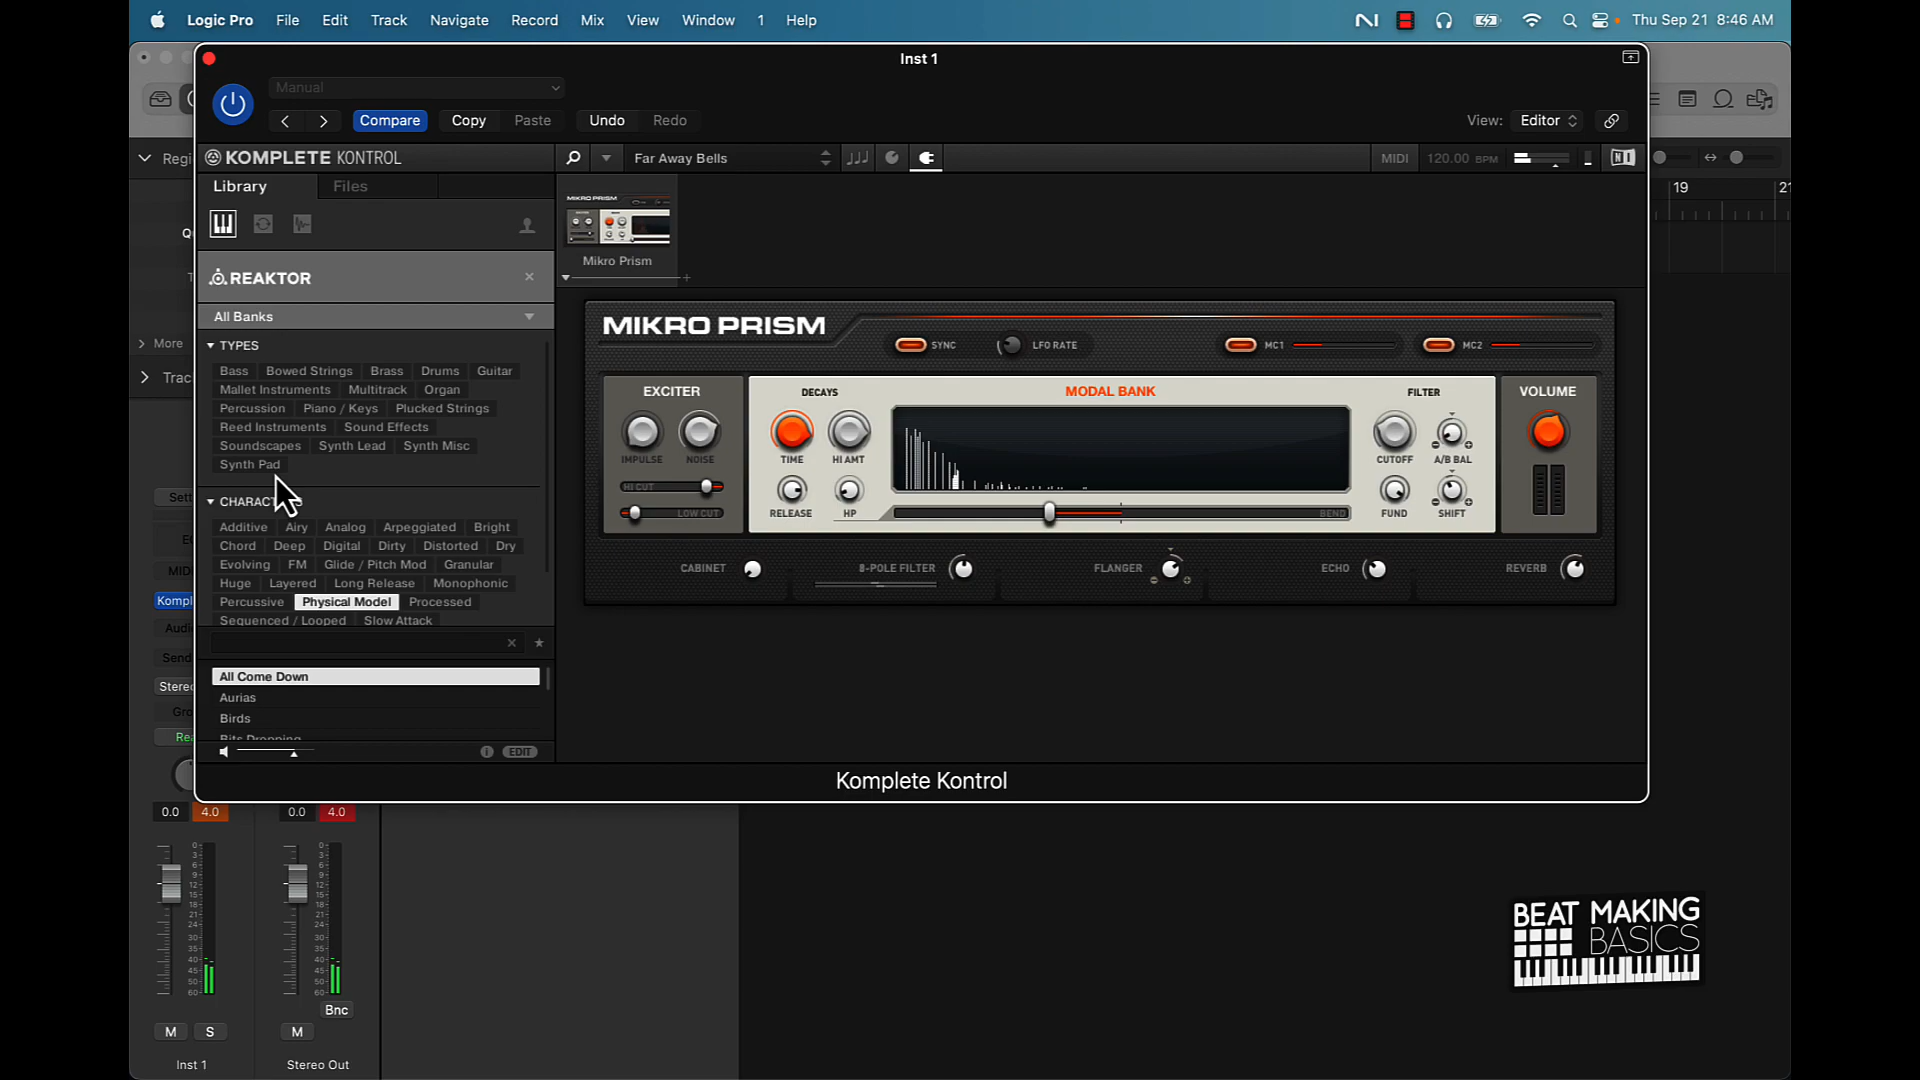 Logic Pro File Edit Track Navigate Record Mix View Window 1 Help Thu Sep 21 8:46 AM
Inst 1
Manual
Compare Copy Paste Undo Redo View: Editor
KOMPLETE KONTROL Far Away Bells MIDI 120.00 BPM
Library Files
19 21
MIKRO PRISM
Mikro Prism
REAKTOR
All Banks
TYPES
Bass Bowed Strings Brass Drums Guitar
Mallet Instruments Multitrack Organ
Percussion Piano / Keys Plucked Strings
Reed Instruments Sound Effects
Soundscapes Synth Lead Synth Misc
Synth Pad
Additive Airy Analog Arpeggiated Bright
Chord Deep Digital Dirty Distorted Dry
Evolving FM Glide / Pitch Mod Granular
Huge Layered Long Release Monophonic
Percussive Physical Model Processed
Sequenced / Looped Slow Attack
All Come Down
Aurias
Birds
Bits Dropping
EDIT
MIKRO PRISM
SYNC LFO RATE MC1 MC2
EXCITER DECAYS MODAL BANK FILTER VOLUME
IMPULSE NOISE TIME HI AMT CUTOFF A/B BAL
HI CUT
LOW CUT RELEASE HP BEND FUND SHIFT
CABINET 8-POLE FILTER FLANGER ECHO REVERB
Komplete Kontrol
More
0.0 4.0 0.0 4.0
Bnc
M S M
Inst 1 Stereo Out
BEAT MAKING
BASICS